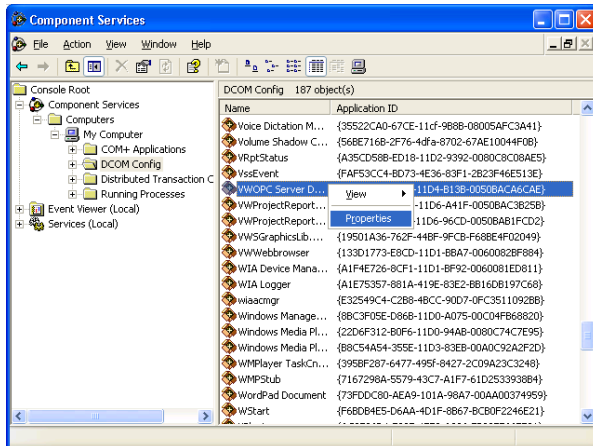 Component Services
File Action View Window Help
Console Root
Component Services
Computers
My Computer
COM+ Applications
DCOM Config
Distributed Transaction C
Running Processes
Event Viewer (Local)
Services (Local)
DCOM Config 187 object(s)
Name Application ID
Voice Dictation M... {35522CA0-67CE-11cf-9B8B-08005AFC3A41}
Volume Shadow C... {56BE716B-2F76-4dfa-8702-67AE10044F0B}
VRptStatus {A35CD58B-ED18-11D2-9392-0080C8C08AE5}
VssEvent {FAF53CC4-BD73-4E36-83F1-2B23F46E513E}
VWOPC Server D... -11D4-B13B-0050BACA6CAE}
VWProjectReport... -11D6-A41F-0050BAC3B25B}
VWProjectReport... -11D6-96CD-0050BAB1FCD2}
VWSGraphicsLib.... {19501A36-762F-44BF-9FCB-F68BE4F02049}
VWWebbrowser {133D1773-E8CD-11D1-BBA7-0060082BF884}
WIA Device Mana... {A1F4E726-8CF1-11D1-BF92-0060081ED811}
WIA Logger {A1E75357-881A-419E-83E2-BB16DB197C68}
wiaacmgr {E32549C4-C2B8-4BCC-90D7-0FC3511092BB}
Windows Manage... {8BC3F05E-D86B-11D0-A075-00C04FB68820}
Windows Media Pl... {22D6F312-B0F6-11D0-94AB-0080C74C7E95}
Windows Media Pl... {B8C54A54-355E-11D3-83EB-00A0C92A2F2D}
WMPlayer TaskCn... {395BF287-6477-495f-8427-2C09A23C3248}
WMPStub {7167298A-5579-43C7-A1F7-61D2533938B4}
WordPad Document {73FDDC80-AEA9-101A-98A7-00AA00374959}
WStart {F6BDB4E5-D6AA-4D1F-8B67-BCB0F2246E21}
View
Properties